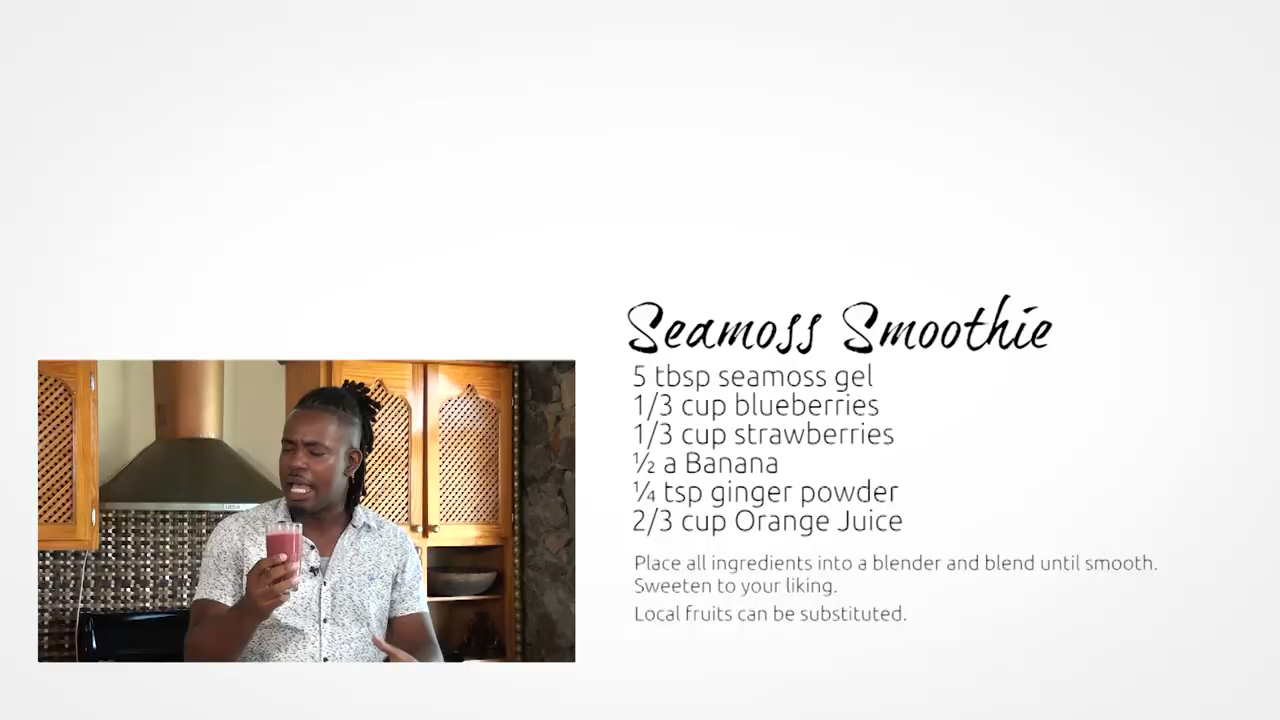 Seamoss Smoothie
5 tbsp seamoss gel
1/3 cup blueberries
1/3 cup strawberries
½ a Banana
¼ tsp ginger powder
2/3 cup Orange Juice
Place all ingredients into a blender and blend until smooth.
Sweeten to your liking.
Local fruits can be substituted.